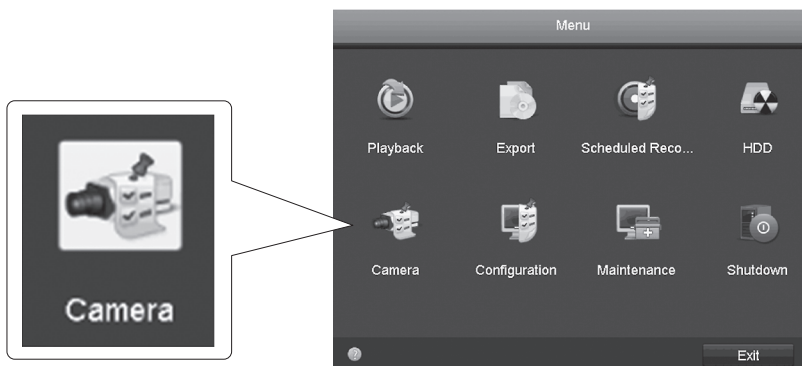 Menu
Playback
Export
Scheduled Reco...
HDD
Camera
Camera
Configuration
Maintenance
Shutdown
?
Exit